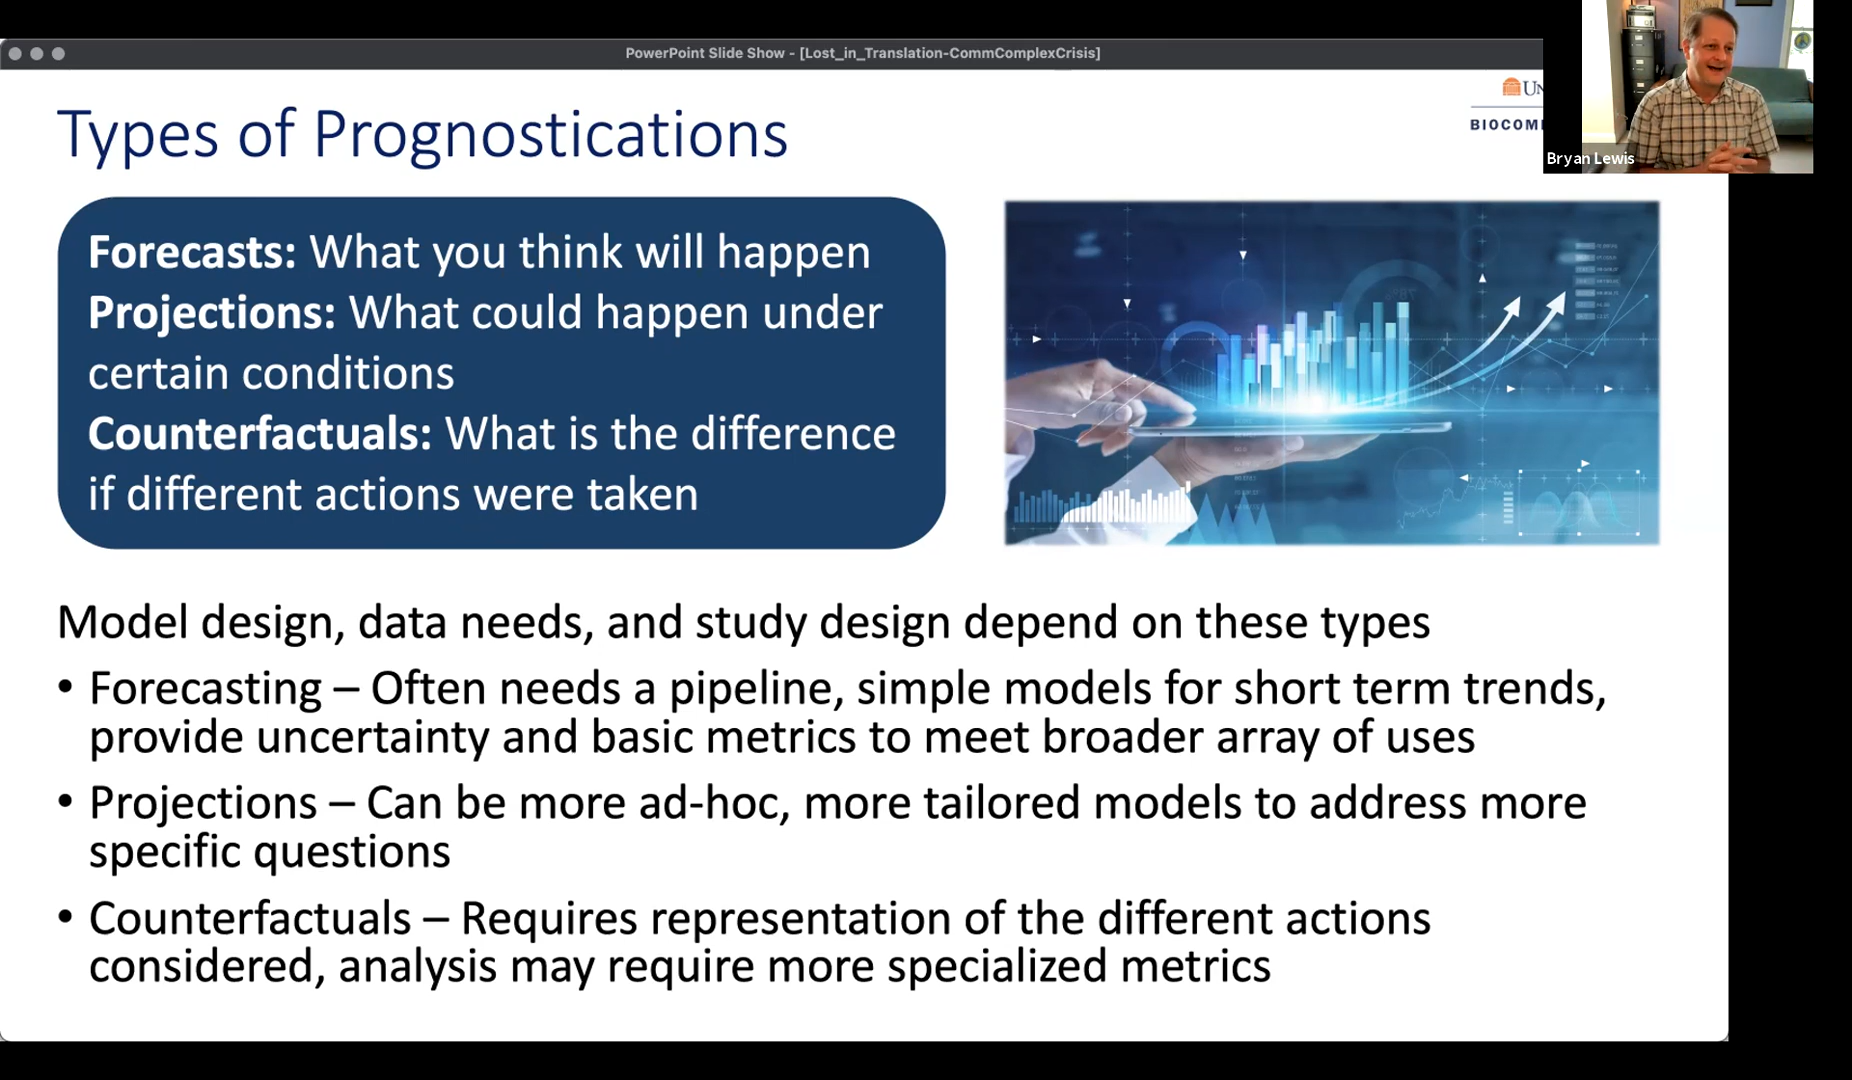 PowerPoint Slide Show - [Lost_in_Translation-CommComplexCrisis]
Types of Prognostications
BIOCOM
Bryan Lewis
Forecasts: What you think will happen
Projections: What could happen under
certain conditions
Counterfactuals: What is the difference
if different actions were taken
Model design, data needs, and study design depend on these types
• Forecasting – Often needs a pipeline, simple models for short term trends,
provide uncertainty and basic metrics to meet broader array of uses
• Projections – Can be more ad-hoc, more tailored models to address more
specific questions
• Counterfactuals – Requires representation of the different actions
considered, analysis may require more specialized metrics